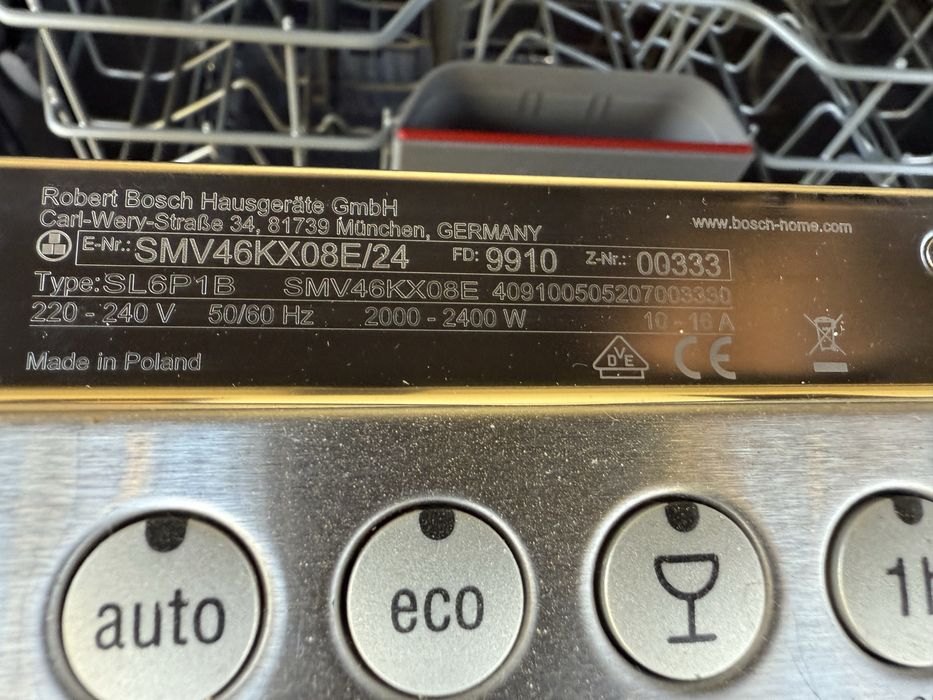 Robert Bosch Hausgeräte GmbH
Carl-Wery-Straße 34, 81739 München, GERMANY
www.bosch-home.com
E-Nr.: SMV46KX08E/24 FD: 9910 Z-Nr.: 00333
Type: SL6P1B SMV46KX08E 409100505207003330
220 - 240 V 50/60 Hz 2000 - 2400 W 10 - 16 A
Made in Poland
DVE CE
auto eco 1h